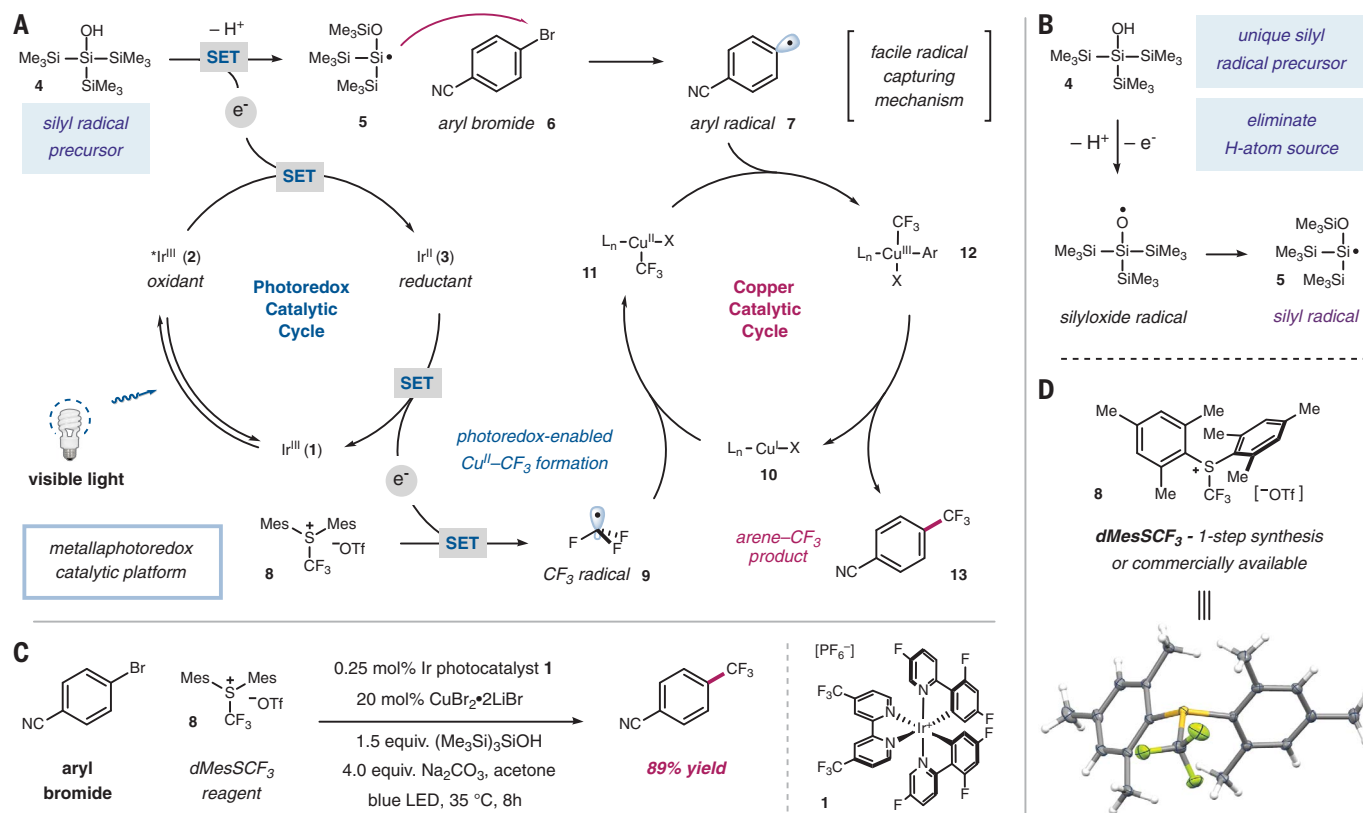 A
OH
Me3Si
Si
SiMe3
SiMe3
4
silyl radical
precursor
– H+
SET
e-
Me3SiO
Me3Si
Si•
Me3Si
5
Br
NC
aryl bromide 6
•
NC
aryl radical 7
facile radical
capturing
mechanism
SET
*IrIII (2)
oxidant
IrII (3)
reductant
Photoredox
Catalytic
Cycle
LnCuIIX
CF3
11
Copper
Catalytic
Cycle
CF3
LnCuIIIAr
X
12
SET
visible light
IrIII (1)
photoredox-enabled
CuII–CF3 formation
Ln–CuI–X
10
e-
metallaphotoredox
catalytic platform
Mes
Mes
S+
CF3
–OTf
8
SET
•
F
F
F
CF3 radical 9
arene–CF3
product
CF3
NC
13
B
OH
Me3Si
Si
SiMe3
SiMe3
4
unique silyl
radical precursor
eliminate
H-atom source
– H+
– e-
•
O
Me3Si
Si
SiMe3
SiMe3
silyloxide radical
Me3SiO
Me3Si
Si•
Me3Si
5
silyl radical
C
Br
NC
aryl
bromide
Mes
Mes
S+
CF3
–OTf
8
dMesSCF3
reagent
0.25 mol% Ir photocatalyst 1
20 mol% CuBr2•2LiBr
1.5 equiv. (Me3Si)3SiOH
4.0 equiv. Na2CO3, acetone
blue LED, 35 °C, 8h
CF3
NC
89% yield
[PF6–]
F
F
F
N
F3C
N
Ir+
N
F3C
N
F
F
F
1
D
Me
Me
Me
Me
Me
Me
S
+
CF3
[–OTf]
8
dMesSCF3 - 1-step synthesis
or commercially available